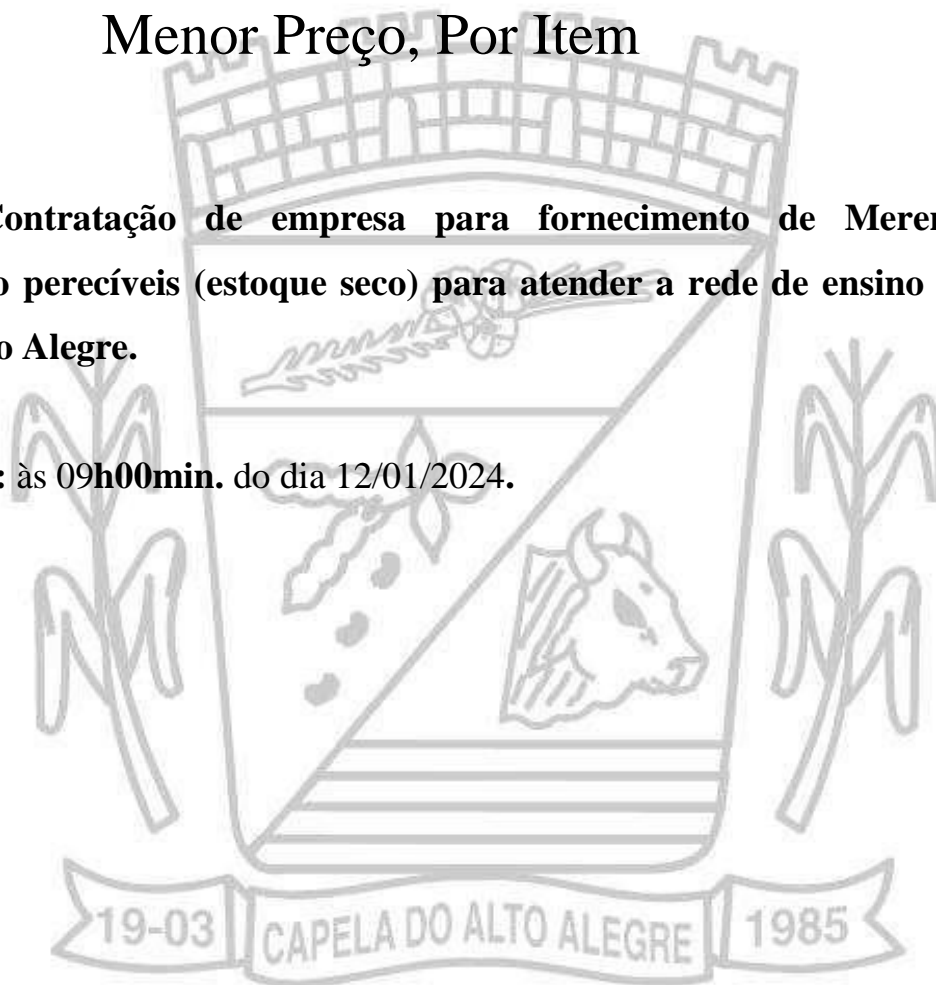 Menor Preço, Por Item
Contratação de empresa para fornecimento de
perecíveis (estoque seco) para atender a rede de ensino
Alegre.
: às 09h00min. do dia 12/01/2024.
19-03 CAPELA DO ALTO ALEGRE 1985